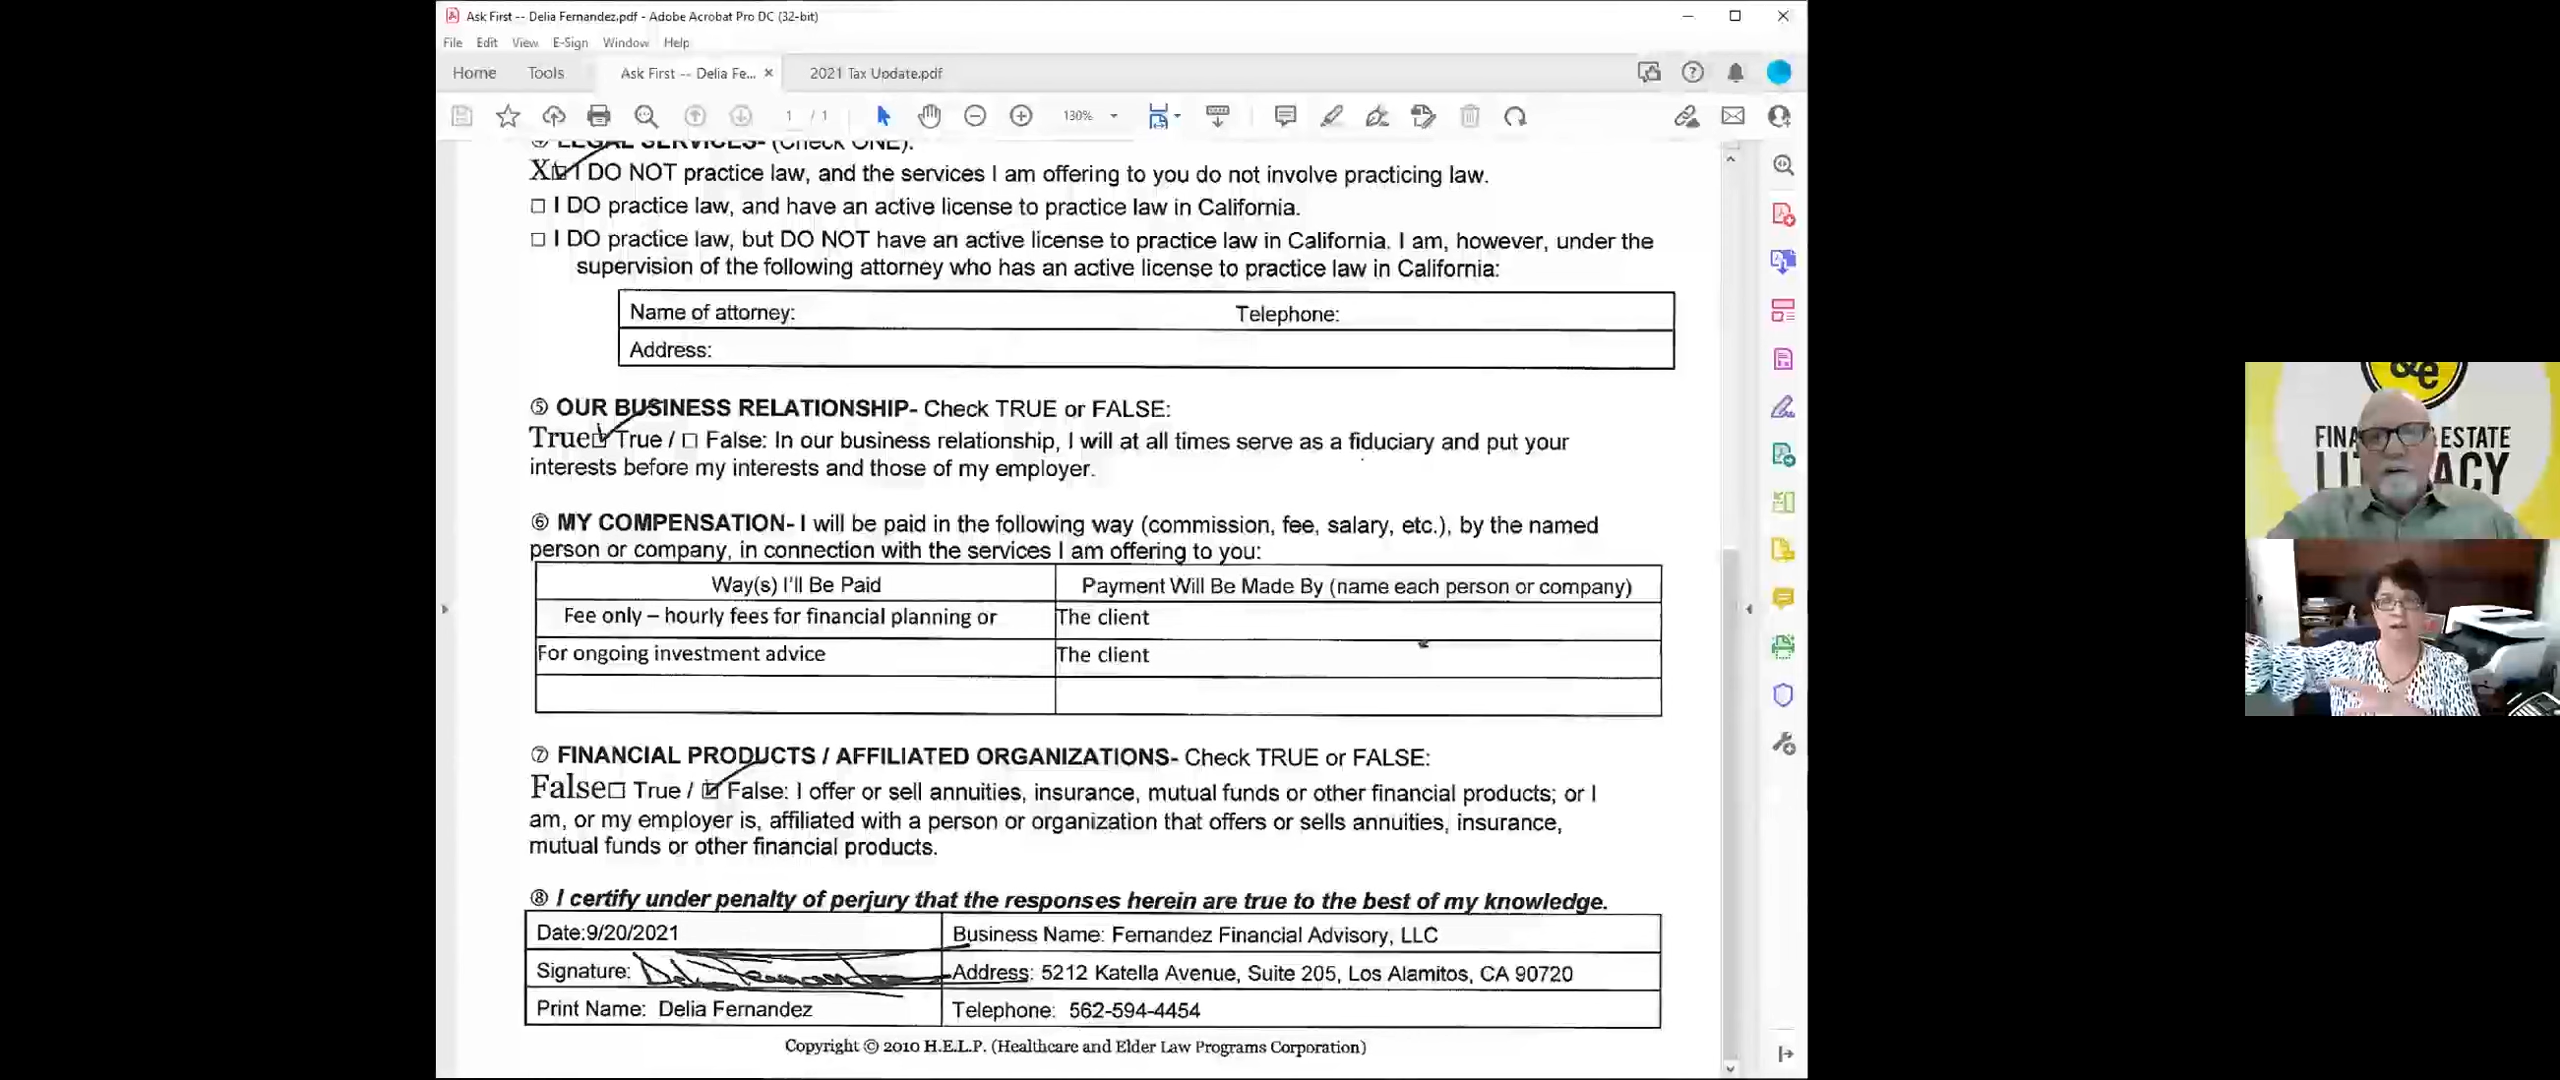 Ask First -- Delia Fernandez.pdf - Adobe Acrobat Pro DC (32-bit)
File Edit View E-Sign Window Help
Home Tools Ask First -- Delia Fe... × 2021 Tax Update.pdf
1 / 1 130%
④ LEGAL SERVICES- (Check ONE):
X I DO NOT practice law, and the services I am offering to you do not involve practicing law.
☐ I DO practice law, and have an active license to practice law in California.
☐ I DO practice law, but DO NOT have an active license to practice law in California. I am, however, under the
supervision of the following attorney who has an active license to practice law in California:
Name of attorney: Telephone:
Address:
⑤ OUR BUSINESS RELATIONSHIP- Check TRUE or FALSE:
True☑ True / ☐ False: In our business relationship, I will at all times serve as a fiduciary and put your
interests before my interests and those of my employer.
⑥ MY COMPENSATION- I will be paid in the following way (commission, fee, salary, etc.), by the named
person or company, in connection with the services I am offering to you:
Way(s) I'll Be Paid Payment Will Be Made By (name each person or company)
Fee only – hourly fees for financial planning or The client
For ongoing investment advice The client
⑦ FINANCIAL PRODUCTS / AFFILIATED ORGANIZATIONS- Check TRUE or FALSE:
False☐ True / ☑ False: I offer or sell annuities, insurance, mutual funds or other financial products; or I
am, or my employer is, affiliated with a person or organization that offers or sells annuities, insurance,
mutual funds or other financial products.
⑧ I certify under penalty of perjury that the responses herein are true to the best of my knowledge.
Date:9/20/2021 Business Name: Fernandez Financial Advisory, LLC
Signature: Delia Fernandez Address: 5212 Katella Avenue, Suite 205, Los Alamitos, CA 90720
Print Name: Delia Fernandez Telephone: 562-594-4454
Copyright © 2010 H.E.L.P. (Healthcare and Elder Law Programs Corporation)
&e
ESTATE